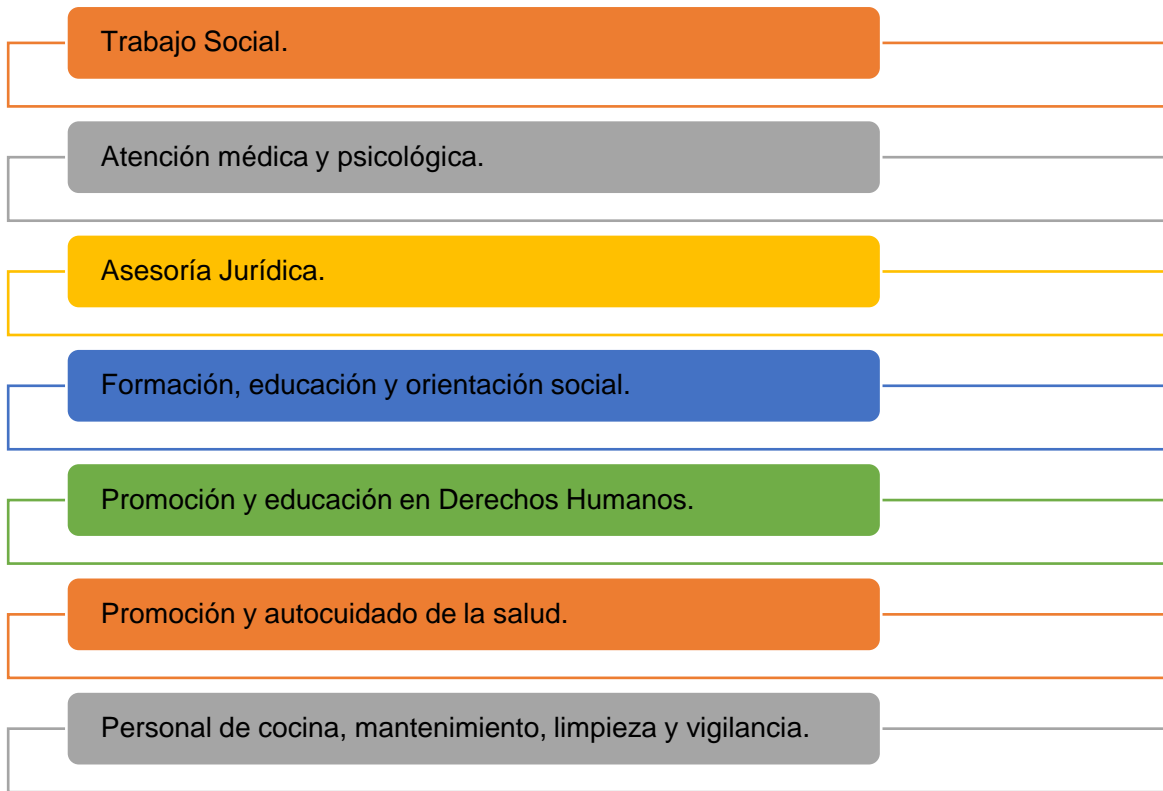 Trabajo Social.
Atención médica y psicológica.
Asesoría Jurídica.
Formación, educación y orientación social.
Promoción y educación en Derechos Humanos.
Promoción y autocuidado de la salud.
Personal de cocina, mantenimiento, limpieza y vigilancia.